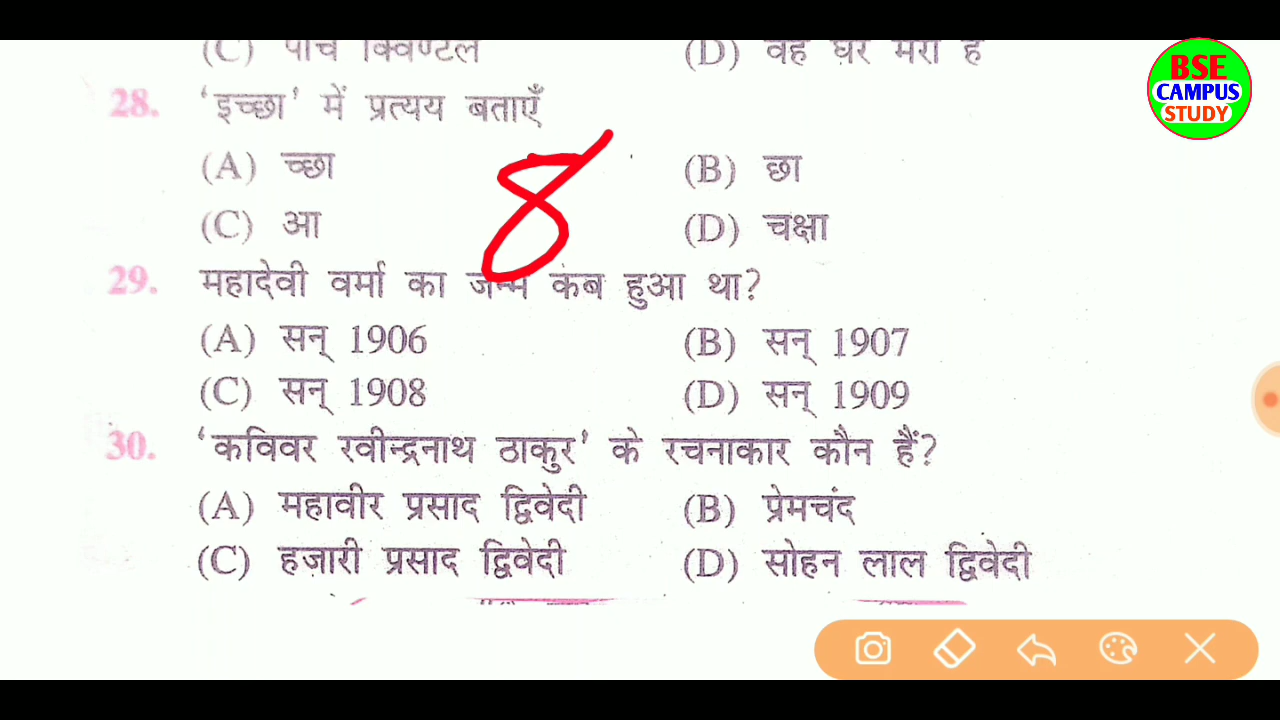 (C) पाँच क्विण्टल (D) वह घर मेरा है
BSE
CAMPUS
STUDY
28. 'इच्छा' में प्रत्यय बताएँ
(A) च्छा (B) छा
8
(C) आ (D) चक्षा
29. महादेवी वर्मा का जन्म कब हुआ था?
(A) सन् 1906 (B) सन् 1907
(C) सन् 1908 (D) सन् 1909
30. 'कविवर रवीन्द्रनाथ ठाकुर' के रचनाकार कौन हैं?
(A) महावीर प्रसाद द्विवेदी (B) प्रेमचंद
(C) हज़ारी प्रसाद द्विवेदी (D) सोहन लाल द्विवेदी